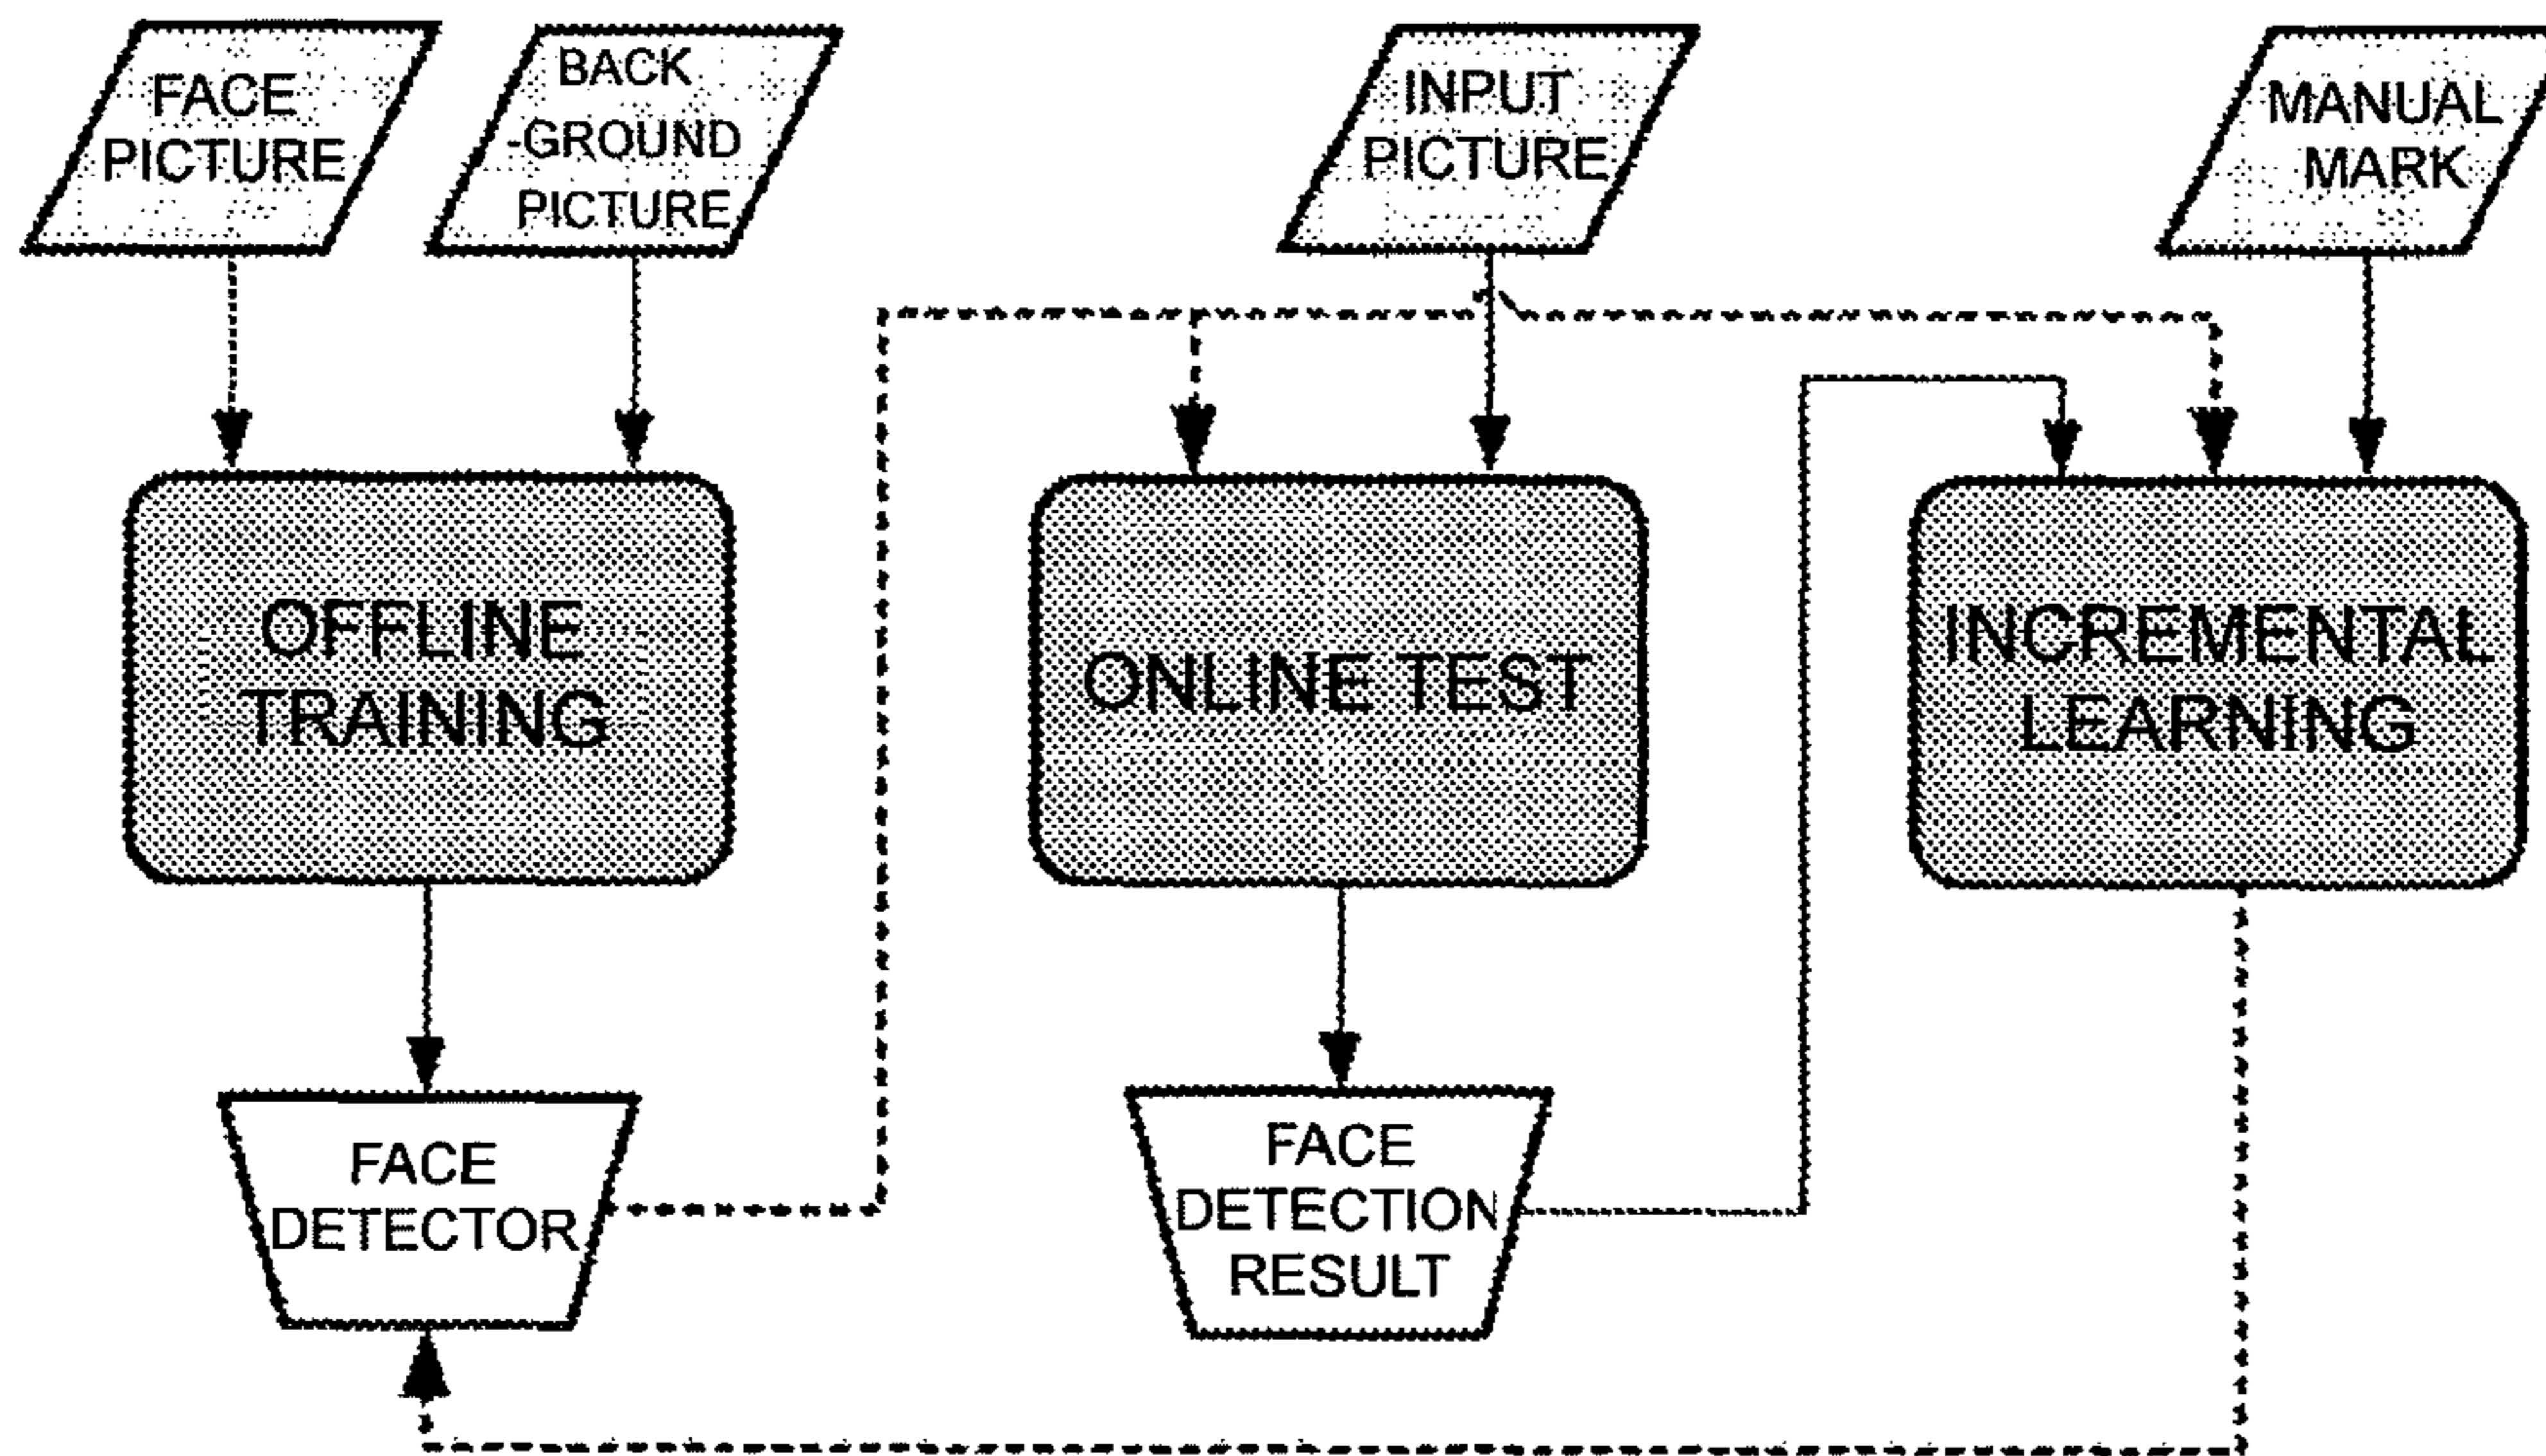 FACE
PICTURE
BACK
-GROUND
PICTURE
INPUT
PICTURE
MANUAL
MARK
OFFLINE
TRAINING
ONLINE TEST
INCREMENTAL
LEARNING
FACE
DETECTOR
FACE
DETECTION
RESULT